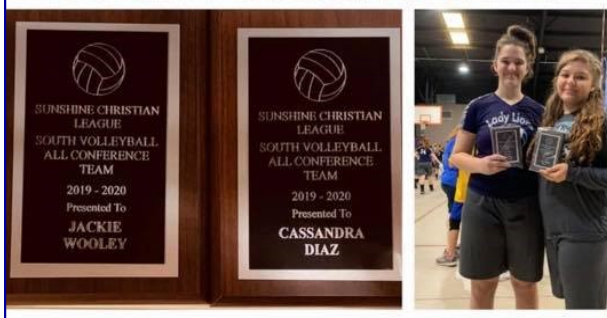 SUNSHINE CHRISTIAN
LEAGUE
SOUTH VOLLEYBALL
ALL CONFERENCE
TEAM
2019 - 2020
Presented To
JACKIE
WOOLEY
SUNSHINE CHRISTIAN
LEAGUE
SOUTH VOLLEYBALL
ALL CONFERENCE
TEAM
2019 - 2020
Presented To
CASSANDRA
DIAZ
Lady Lions